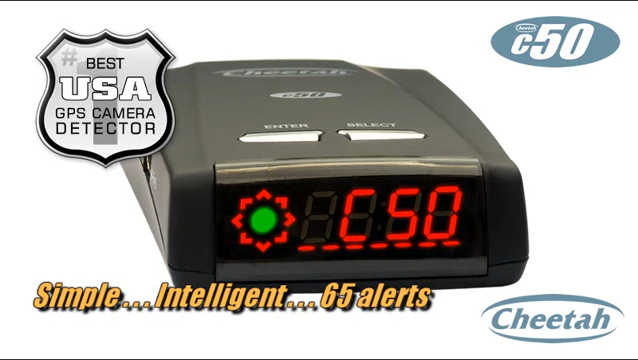 #1
BEST
USA
GPS CAMERA
DETECTOR
Cheetah
c50
Cheetah
c50
ENTER
SELECT
C50
Simple . . . Intelligent . . . 65 alerts
Cheetah